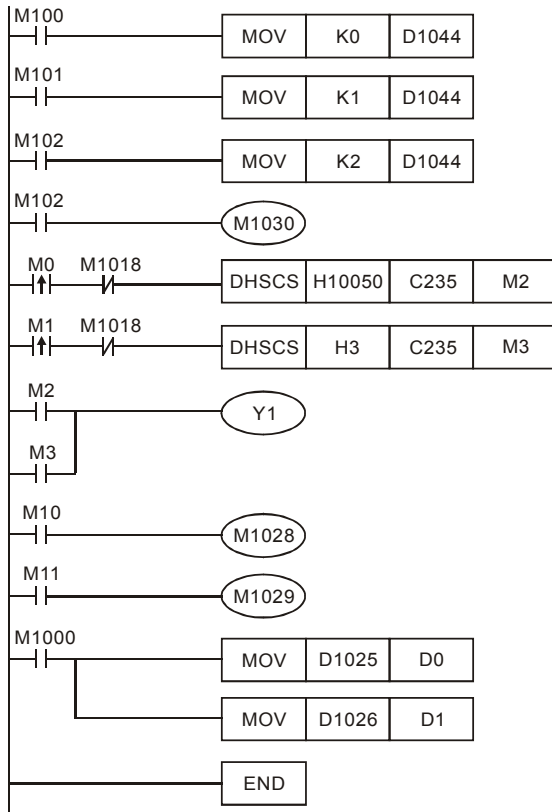 M100
MOV K0 D1044
M101
MOV K1 D1044
M102
MOV K2 D1044
M102
M1030
M0 M1018
DHSCS H10050 C235 M2
M1 M1018
DHSCS H3 C235 M3
M2
Y1
M3
M10
M1028
M11
M1029
M1000
MOV D1025 D0
MOV D1026 D1
END